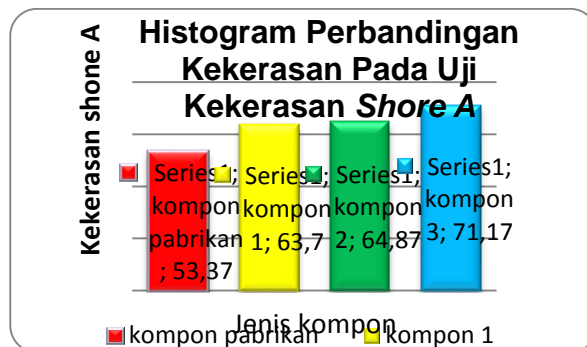 Histogram Perbandingan
Kekerasan Pada Uji
Kekerasan Shore A
Kekerasan shone A
Series1;
kompon
pabrikan
; 53,37
Series1;
kompon
1; 63,7
Series1;
kompon
2; 64,87
Series1;
kompon
3; 71,17
Jenis kompon
kompon pabrikan
kompon 1